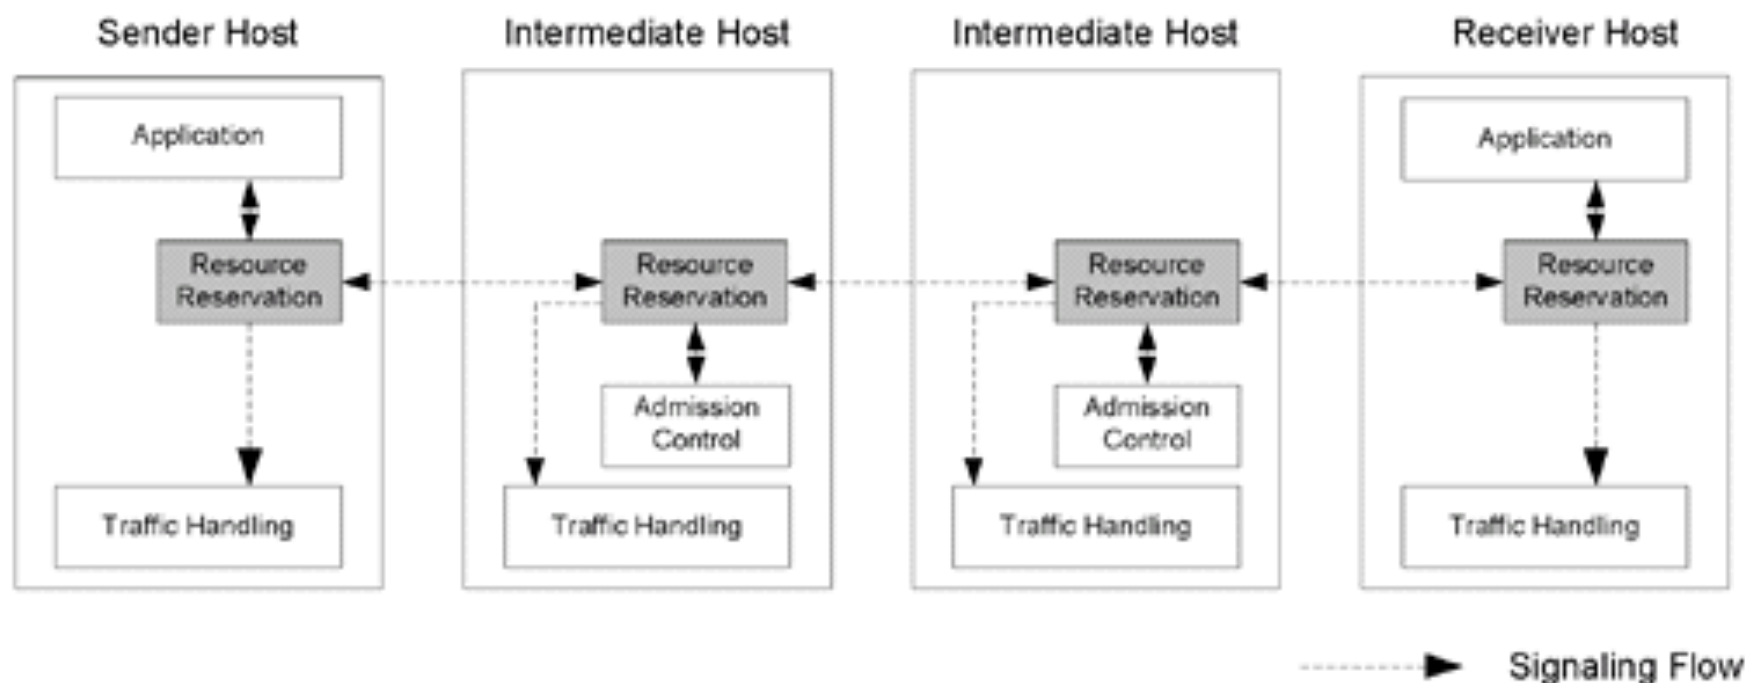 Sender Host
Intermediate Host
Intermediate Host
Receiver Host
Application
Application
Resource
Reservation
Resource
Reservation
Resource
Reservation
Resource
Reservation
Admission
Control
Admission
Control
Traffic Handling
Traffic Handling
Traffic Handling
Traffic Handling
Signaling Flow